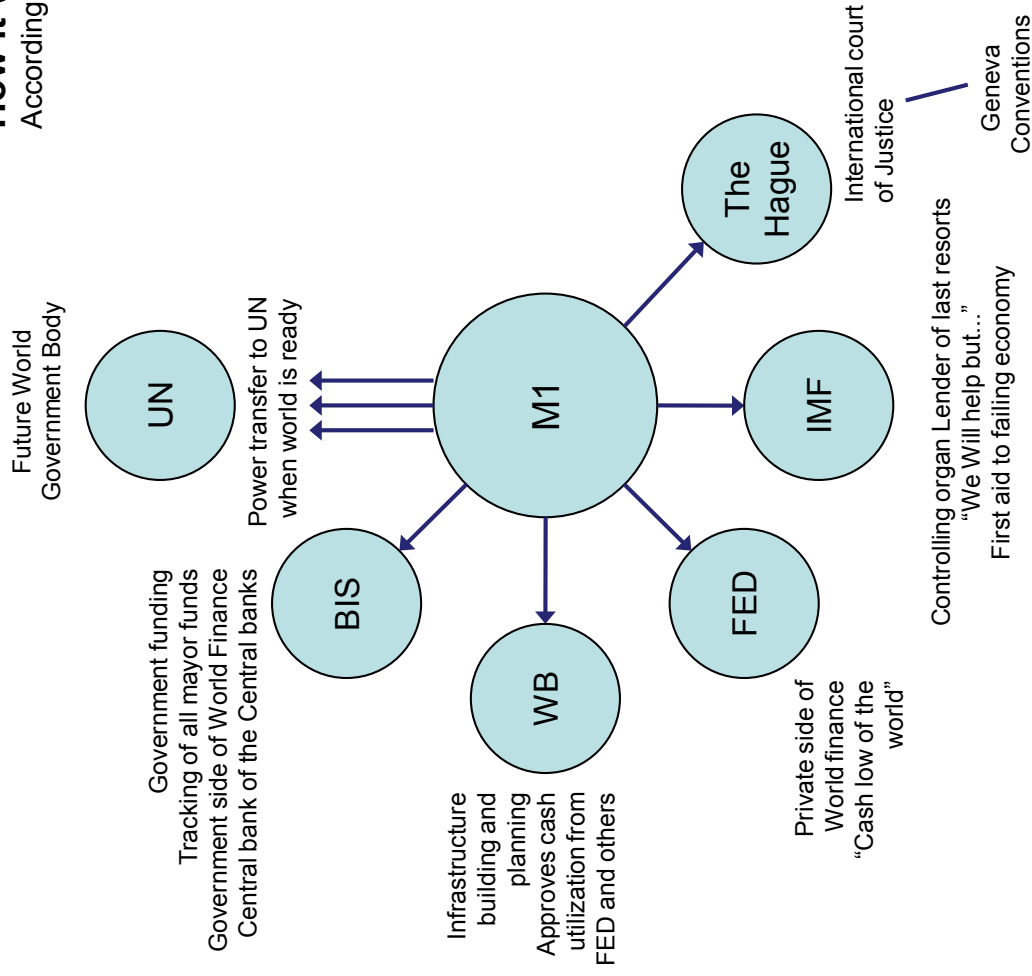 How it
According
Future World
Government Body
UN
Power transfer to UN
when world is ready
Government funding
Tracking of all mayor funds
Government side of World Finance
Central bank of the Central banks
BIS
M1
The
Hague
International court
of Justice
Geneva
Conventions
Infrastructure
building and
planning
Approves cash
utilization from
FED and others
WB
FED
IMF
Private side of
World finance
“Cash low of the
world”
Controlling organ Lender of last resorts
“We Will help but...”
First aid to failing economy